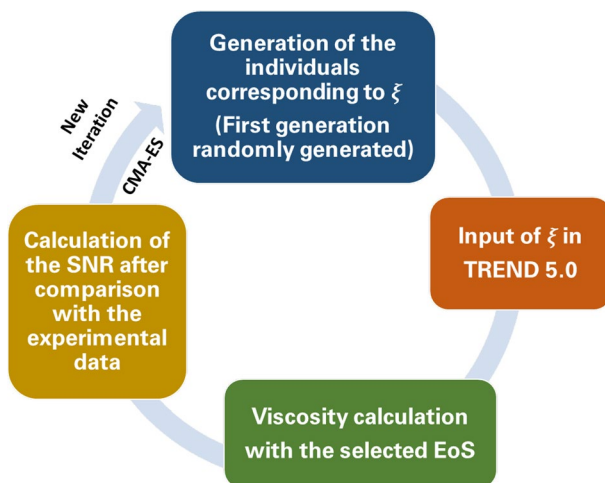 Generation of the
individuals
corresponding to ξ
(First generation
randomly generated)
Input of ξ in
TREND 5.0
Viscosity calculation
with the selected EoS
Calculation of
the SNR after
comparison
with the
experimental
data
New
Iteration
CMA-ES